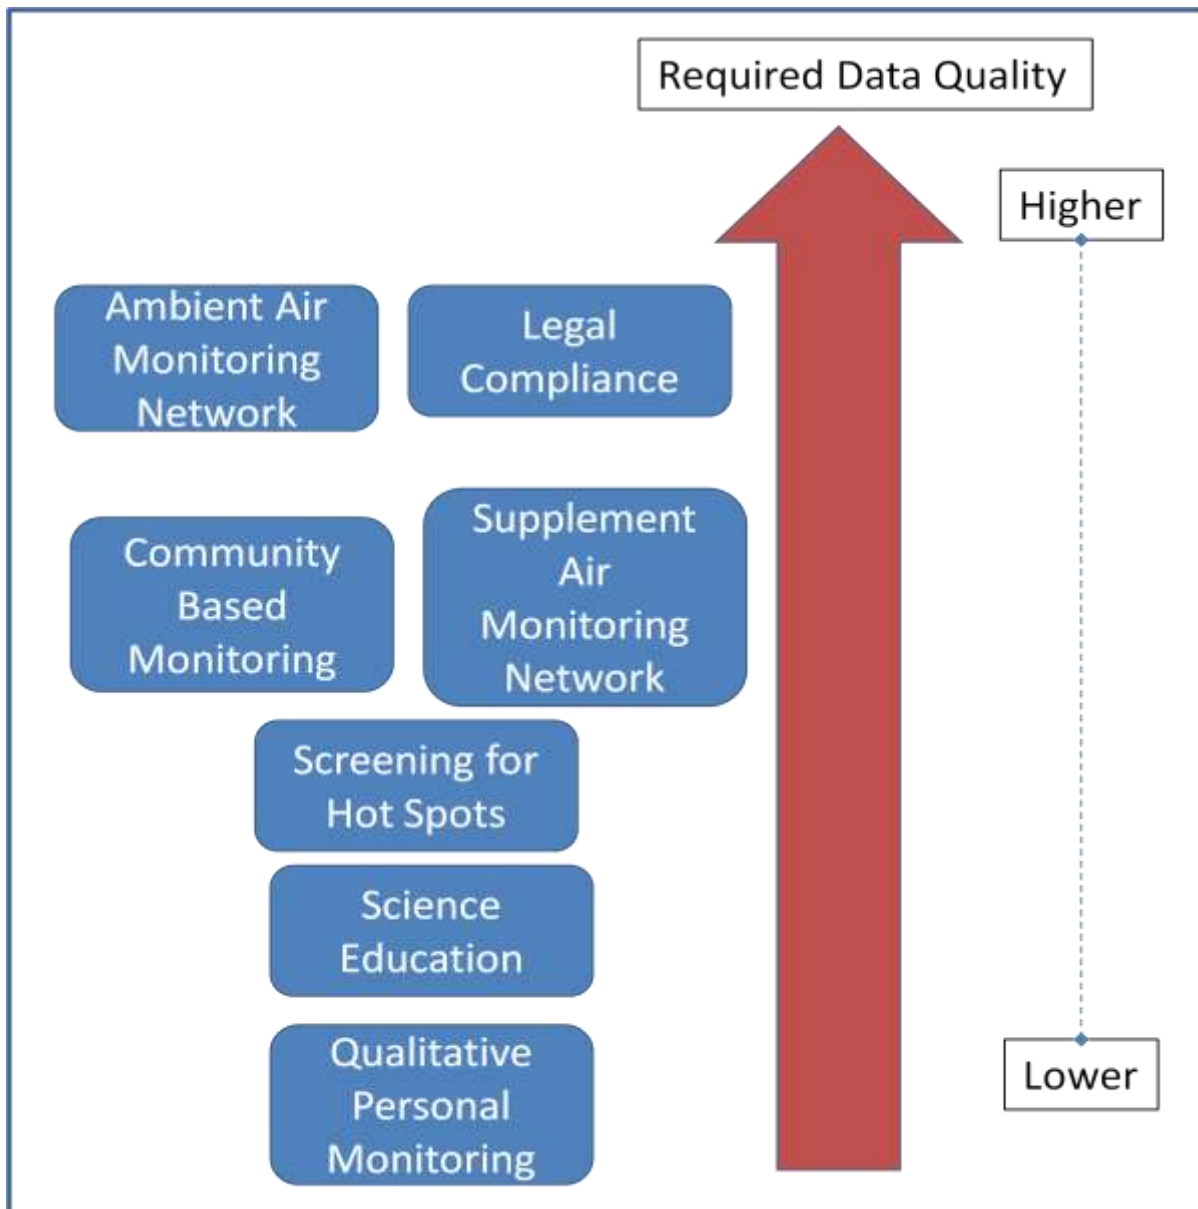 Required Data Quality
Higher
Ambient Air
Monitoring
Network
Legal
Compliance
Community
Based
Monitoring
Supplement
Air
Monitoring
Network
Screening for
Hot Spots
Science
Education
Qualitative
Personal
Monitoring
Lower